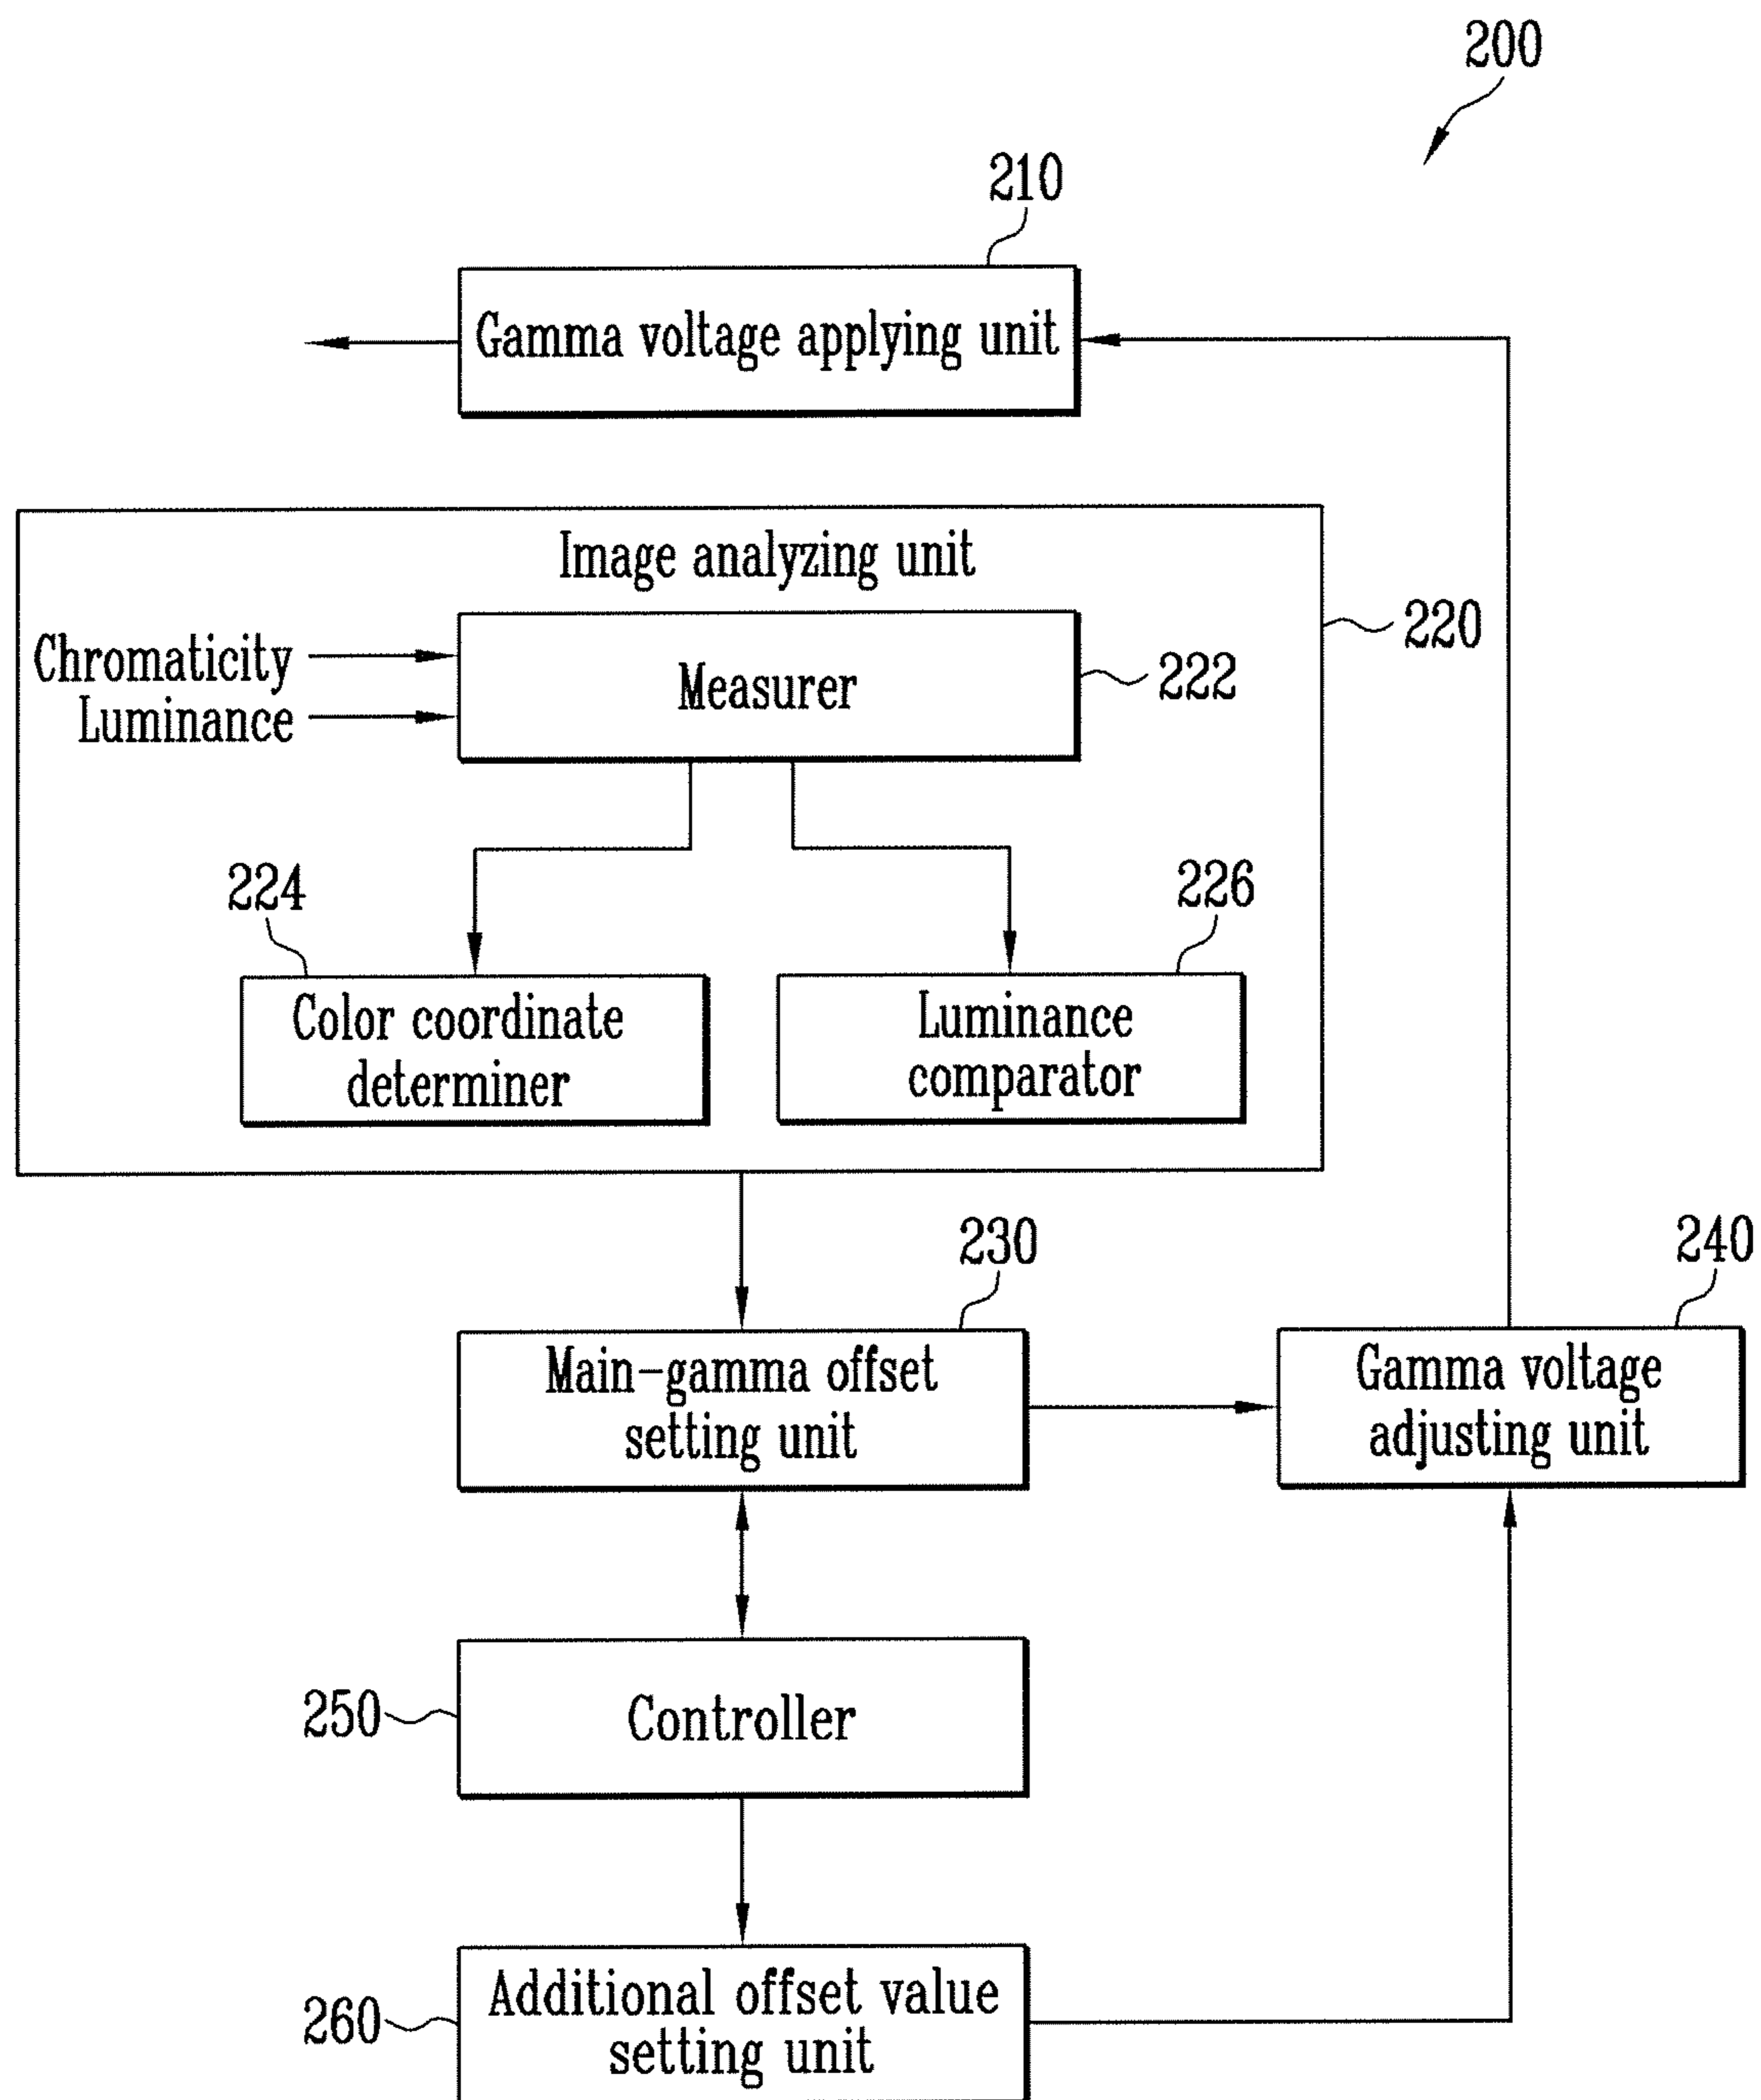 200
210
Gamma voltage applying unit
Image analyzing unit
220
Chromaticity
Luminance
Measurer
222
224
226
Color coordinate
determiner
Luminance
comparator
230
240
Main-gamma offset
setting unit
Gamma voltage
adjusting unit
250
Controller
260
Additional offset value
setting unit